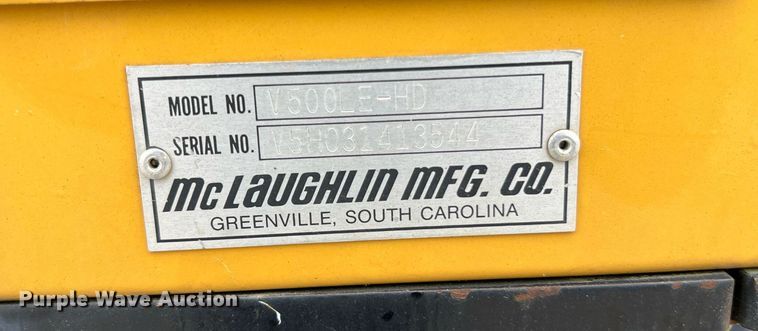 MODEL NO. V500LE-HD
SERIAL NO. V5H031413544
McLAUGHLIN MFG. CO.
GREENVILLE, SOUTH CAROLINA
Purple Wave Auction